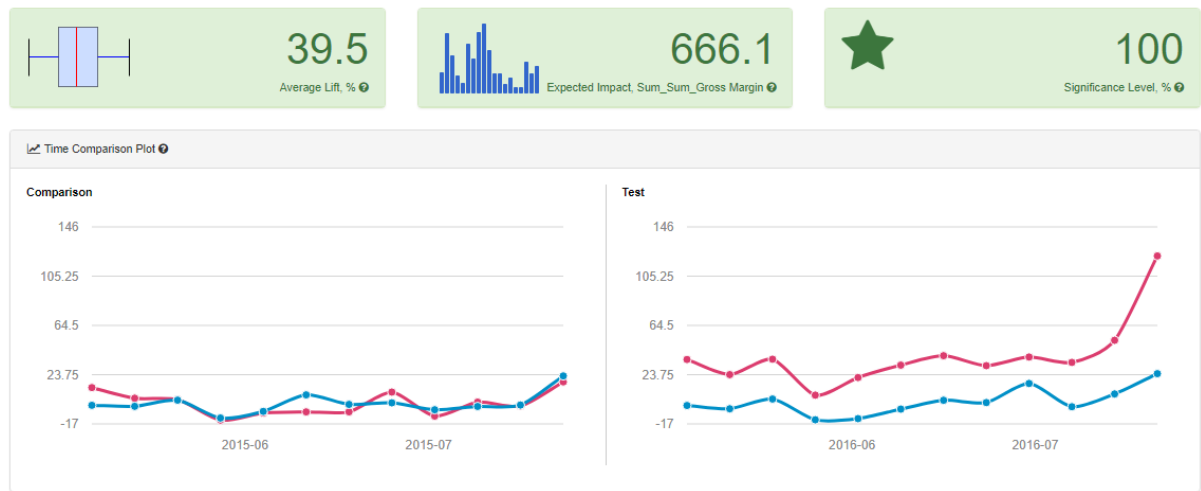 39.5
Average Lift, %
666.1
Expected Impact, Sum_Sum_Gross Margin
100
Significance Level, %
Time Comparison Plot
Comparison
146
105.25
64.5
23.75
-17
2015-06 2015-07
Test
146
105.25
64.5
23.75
-17
2016-06 2016-07